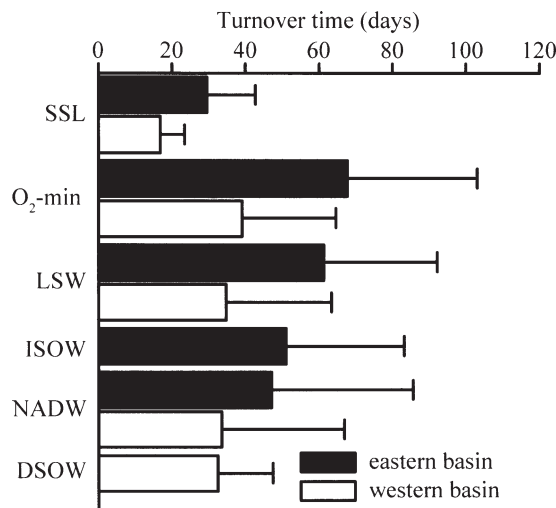 Turnover time (days)
0 20 40 60 80 100 120
SSL
O₂-min
LSW
ISOW
NADW
DSOW
eastern basin
western basin